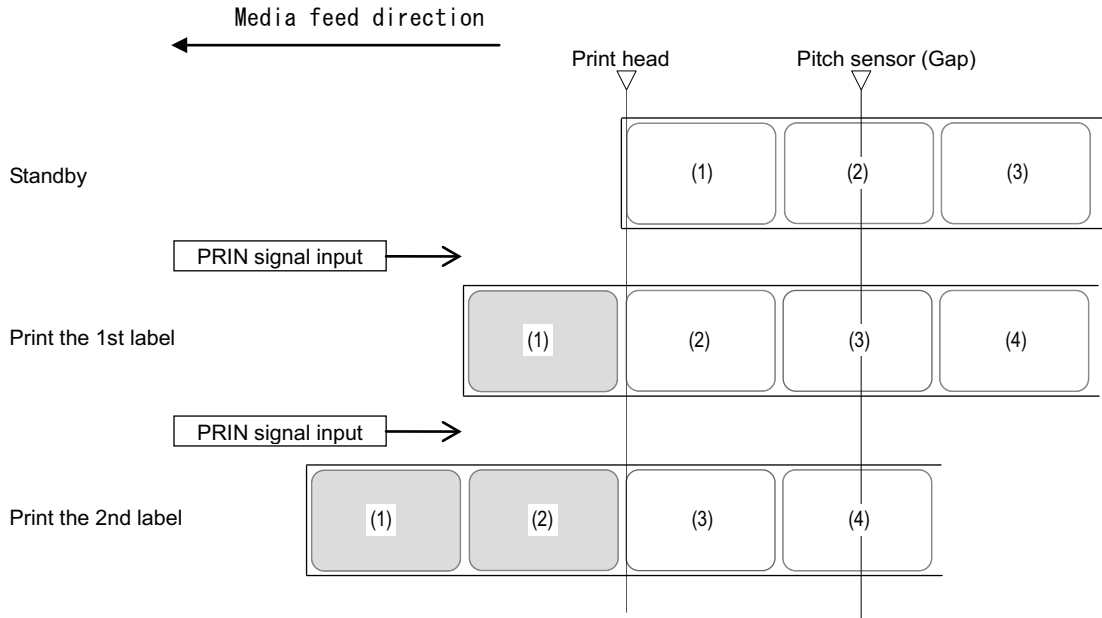 Media feed direction
Print head
Pitch sensor (Gap)
Standby
(1)
(2)
(3)
PRIN signal input
Print the 1st label
(1)
(2)
(3)
(4)
PRIN signal input
Print the 2nd label
(1)
(2)
(3)
(4)